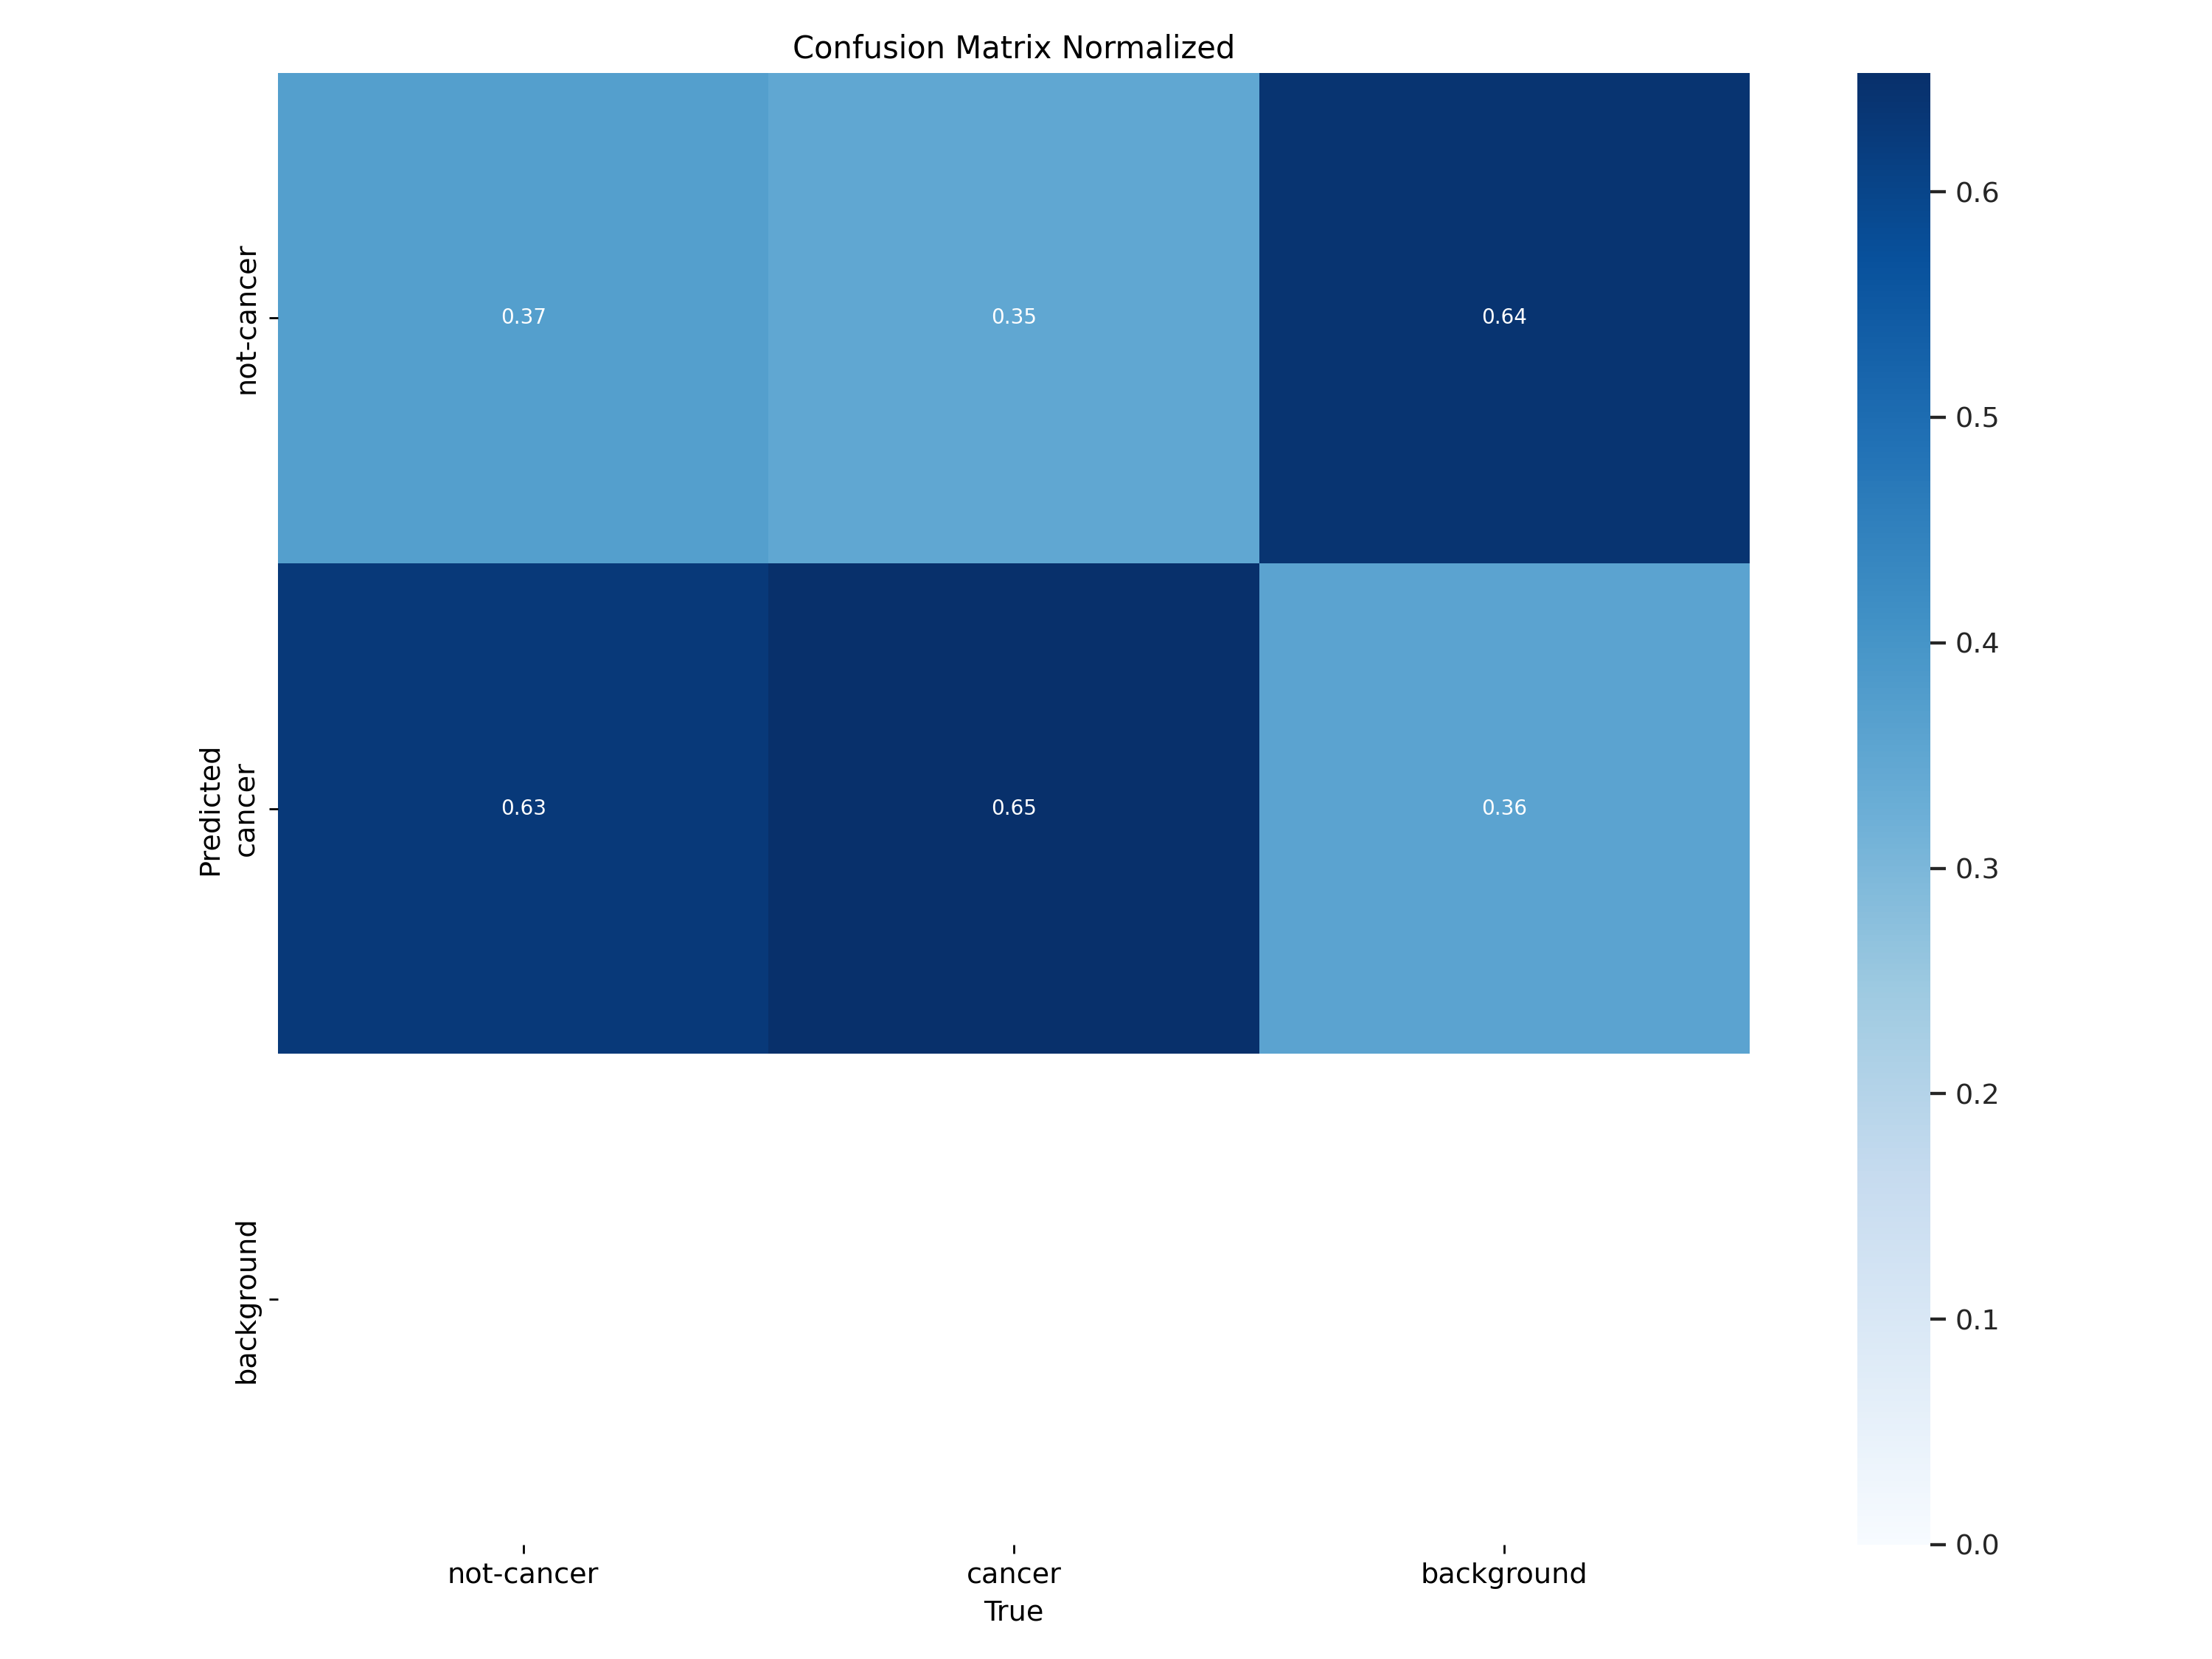 Confusion Matrix Normalized
not-cancer
0.37 0.35 0.64
0.6
0.5
0.4
Predicted
cancer
0.63 0.65 0.36
0.3
0.2
background
0.1
0.0
not-cancer cancer background
True